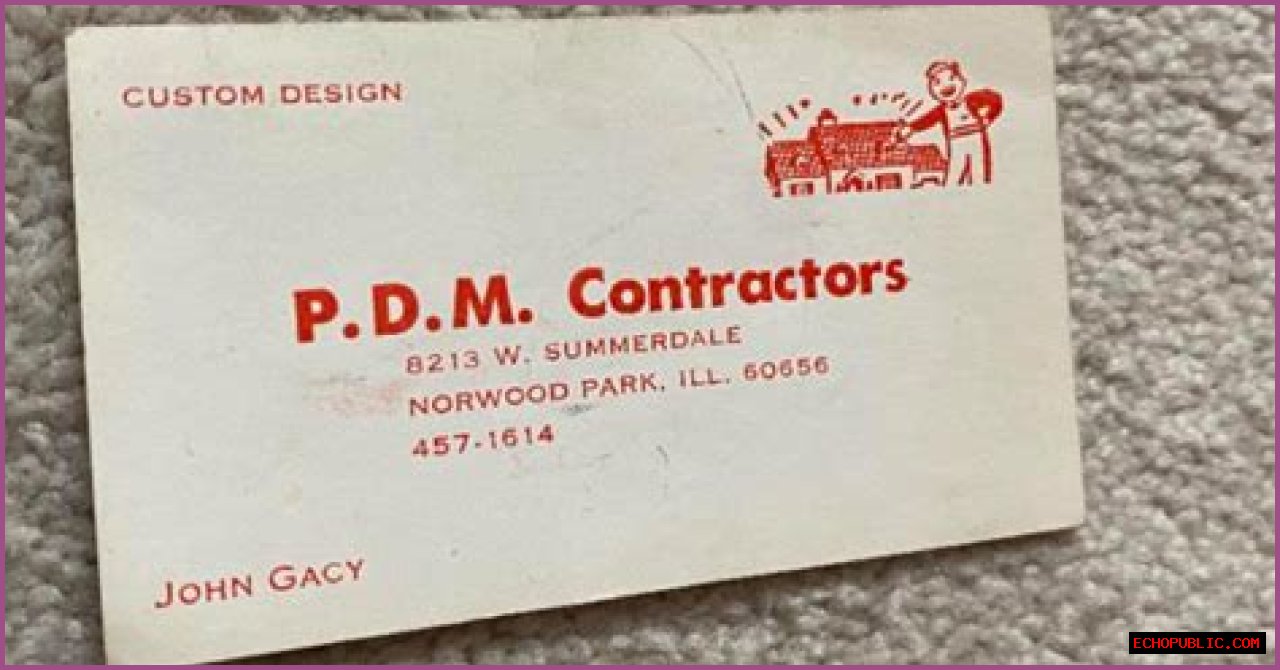 CUSTOM DESIGN
P.D.M. Contractors
8213 W. SUMMERDALE
NORWOOD PARK, ILL. 60656
457-1614
JOHN GACY
ECHOPUBLIC.COM